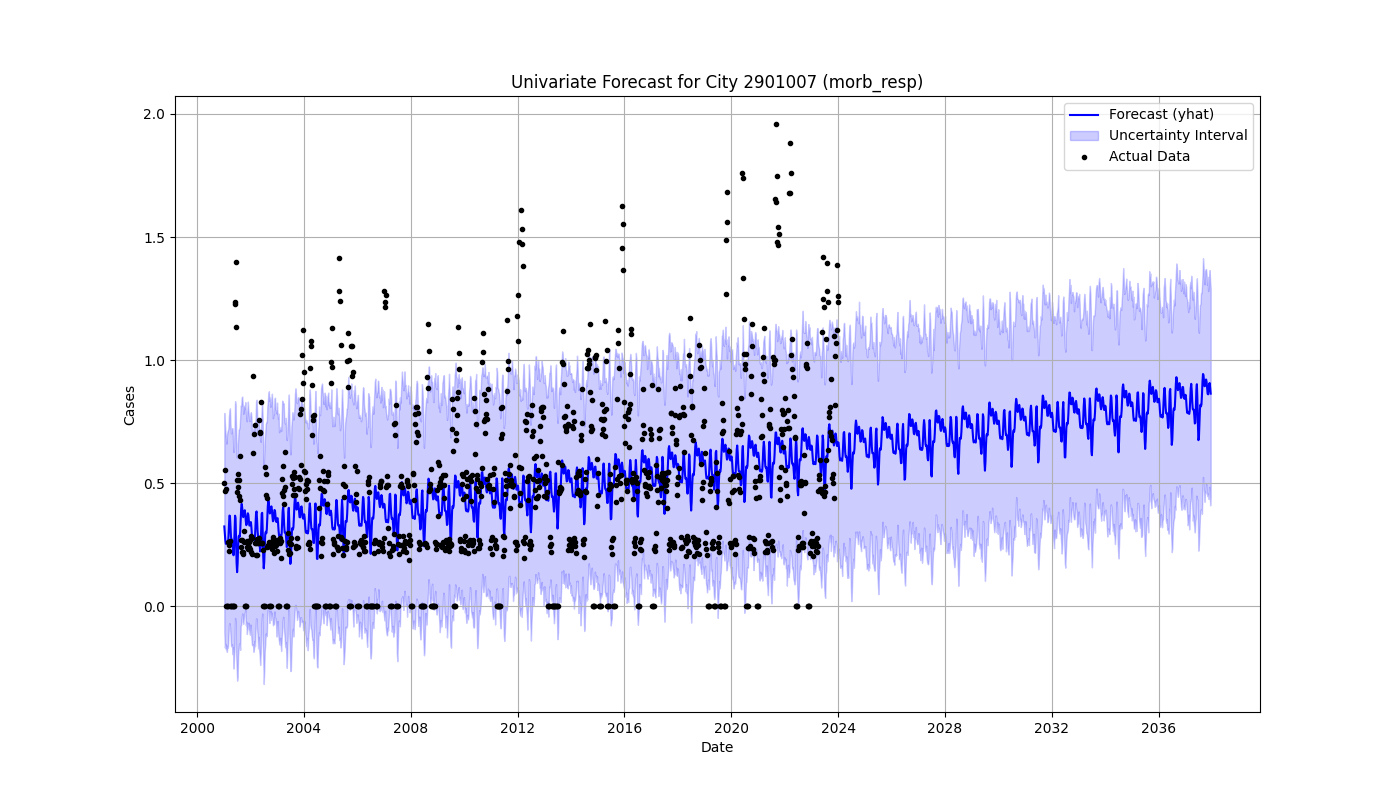 Univariate Forecast for City 2901007 (morb_resp)
Forecast (yhat)
Uncertainty Interval
Actual Data
Cases
2.0
1.5
1.0
0.5
0.0
2000 2004 2008 2012 2016 2020 2024 2028 2032 2036
Date